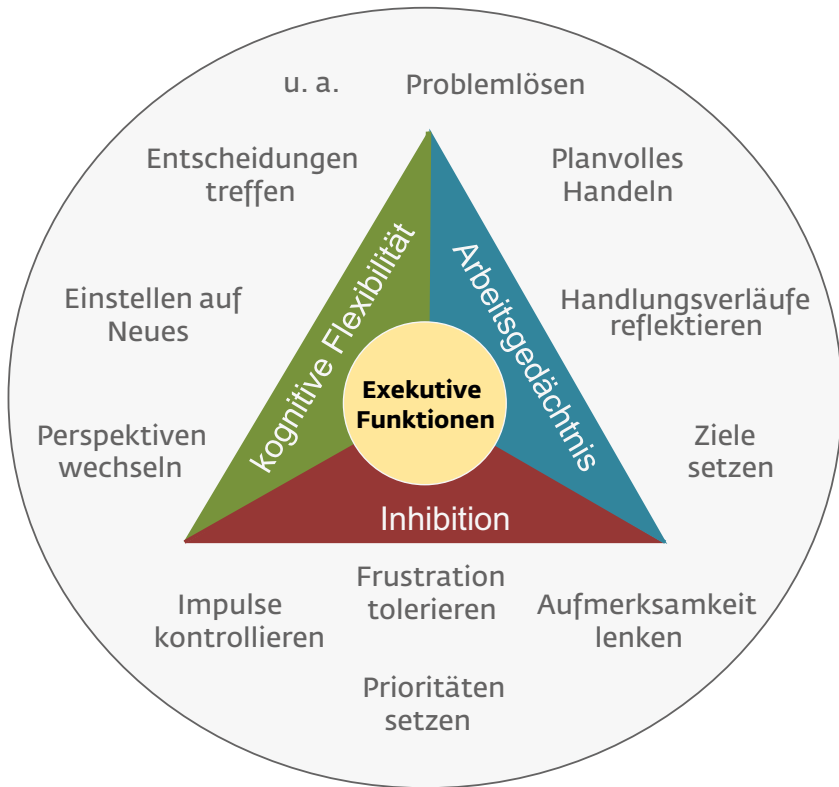 u. a.
Problemlösen
Entscheidungen
treffen
Planvolles
Handeln
kognitive Flexibilität
Arbeitsgedächtnis
Einstellen auf
Neues
Handlungsverläufe
reflektieren
Exekutive
Funktionen
Perspektiven
wechseln
Ziele
setzen
Inhibition
Impulse
kontrollieren
Frustration
tolerieren
Aufmerksamkeit
lenken
Prioritäten
setzen